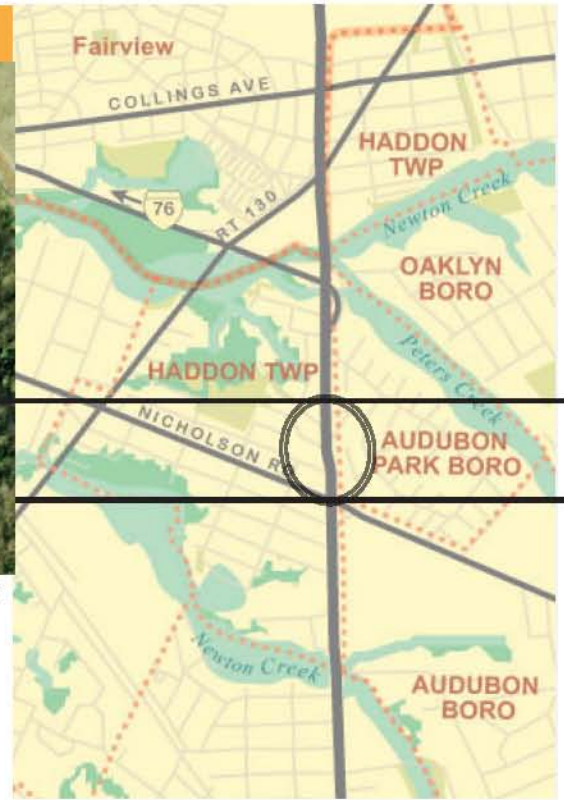 Fairview
COLLINGS AVE
HADDON
TWP
76
RT 130
Newton Creek
OAKLYN
BORO
Peters Creek
HADDON TWP
NICHOLSON
AUDUBON
PARK BORO
Newton Creek
AUDUBON
BORO